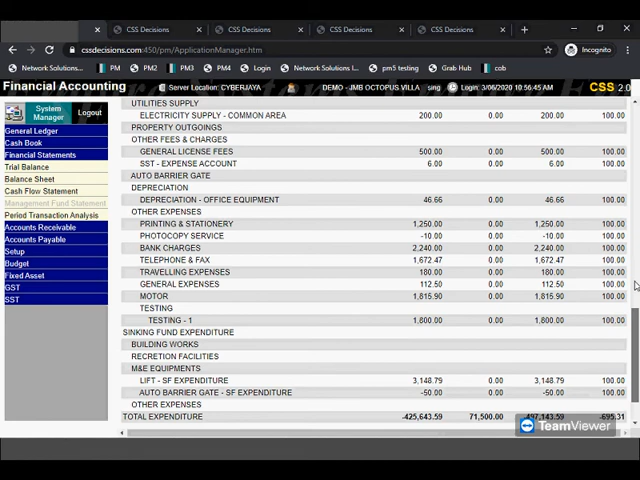 CSS Decisions
CSS Decisions
CSS Decisions
CSS Decisions
cssdecisions.com:450/pm/ApplicationManager.htm
Incognito
Network Solutions...
PM
PM2
PM3
PM4
Login
Network Solutions I...
pm5 testing
Grab Hub
cob
Financial Accounting
Server Location: CYBERJAYA
DEMO - JMB OCTOPUS VILLA
sing
Login: 3/06/2020 10:56:45 AM
CSS 2.0
System Manager
Logout
General Ledger
Cash Book
Financial Statements
Trial Balance
Balance Sheet
Cash Flow Statement
Management Fund Statement
Period Transaction Analysis
Accounts Receivable
Accounts Payable
Setup
Budget
Fixed Asset
GST
SST
UTILITIES SUPPLY
ELECTRICITY SUPPLY - COMMON AREA 200.00 0.00 200.00 100.00
PROPERTY OUTGOINGS
OTHER FEES & CHARGES
GENERAL LICENSE FEES 500.00 0.00 500.00 100.00
SST - EXPENSE ACCOUNT 6.00 0.00 6.00 100.00
AUTO BARRIER GATE
DEPRECIATION
DEPRECIATION - OFFICE EQUIPMENT 46.66 0.00 46.66 100.00
OTHER EXPENSES
PRINTING & STATIONERY 1,250.00 0.00 1,250.00 100.00
PHOTOCOPY SERVICE -10.00 0.00 -10.00 100.00
BANK CHARGES 2,240.00 0.00 2,240.00 100.00
TELEPHONE & FAX 1,672.47 0.00 1,672.47 100.00
TRAVELLING EXPENSES 180.00 0.00 180.00 100.00
GENERAL EXPENSES 112.50 0.00 112.50 100.00
MOTOR 1,815.90 0.00 1,815.90 100.00
TESTING
TESTING - 1 1,800.00 0.00 1,800.00 100.00
SINKING FUND EXPENDITURE
BUILDING WORKS
RECRETION FACILITIES
M&E EQUIPMENTS
LIFT - SF EXPENDITURE 3,148.79 0.00 3,148.79 100.00
AUTO BARRIER GATE - SF EXPENDITURE -50.00 0.00 -50.00 100.00
OTHER EXPENSES
TOTAL EXPENDITURE -425,643.59 71,500.00 -497,143.59 -695.31
TeamViewer